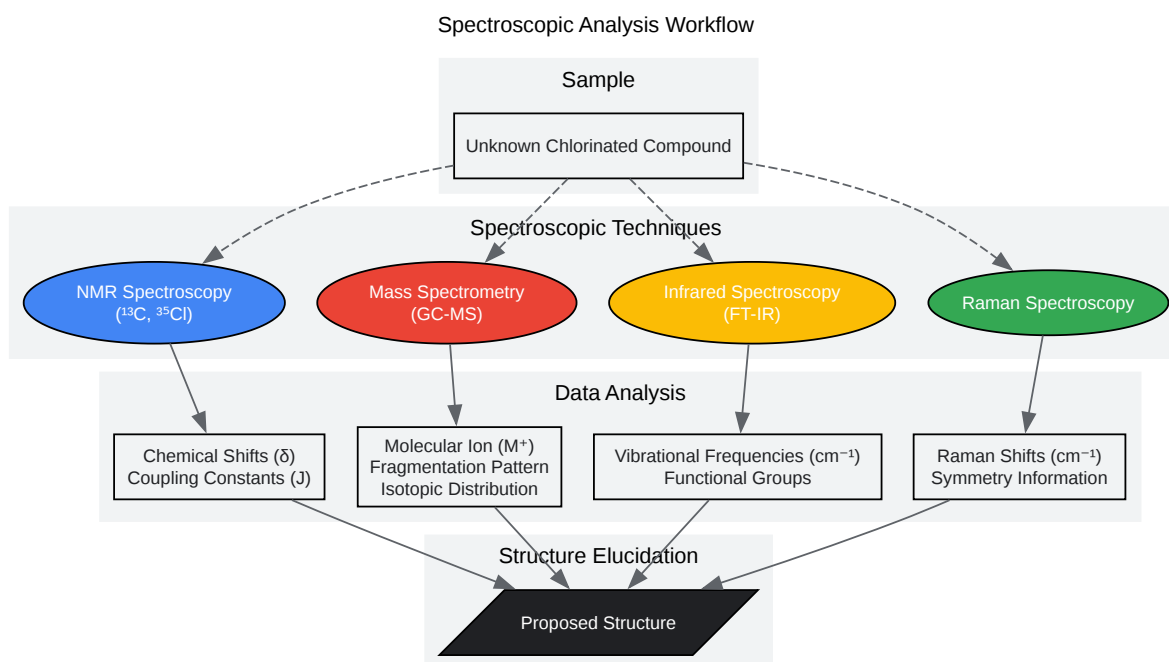 Spectroscopic Analysis Workflow
Sample
Unknown Chlorinated Compound
Spectroscopic Techniques
NMR Spectroscopy
(¹³C, ³⁵Cl)
Mass Spectrometry
(GC-MS)
Infrared Spectroscopy
(FT-IR)
Raman Spectroscopy
Data Analysis
Chemical Shifts (δ)
Coupling Constants (J)
Molecular Ion (M⁺)
Fragmentation Pattern
Isotopic Distribution
Vibrational Frequencies (cm⁻¹)
Functional Groups
Raman Shifts (cm⁻¹)
Symmetry Information
Structure Elucidation
Proposed Structure